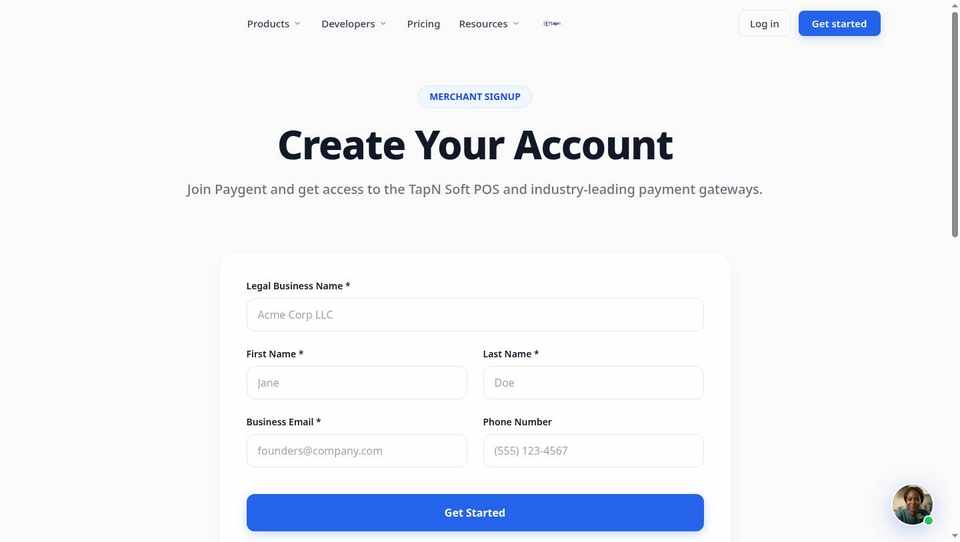 Products
Developers
Pricing
Resources
Log in
Get started
MERCHANT SIGNUP
Create Your Account
Join Paygent and get access to the TapN Soft POS and industry-leading payment gateways.
Legal Business Name *
Acme Corp LLC
First Name *
Last Name *
Jane
Doe
Business Email *
Phone Number
founders@company.com
(555) 123-4567
Get Started